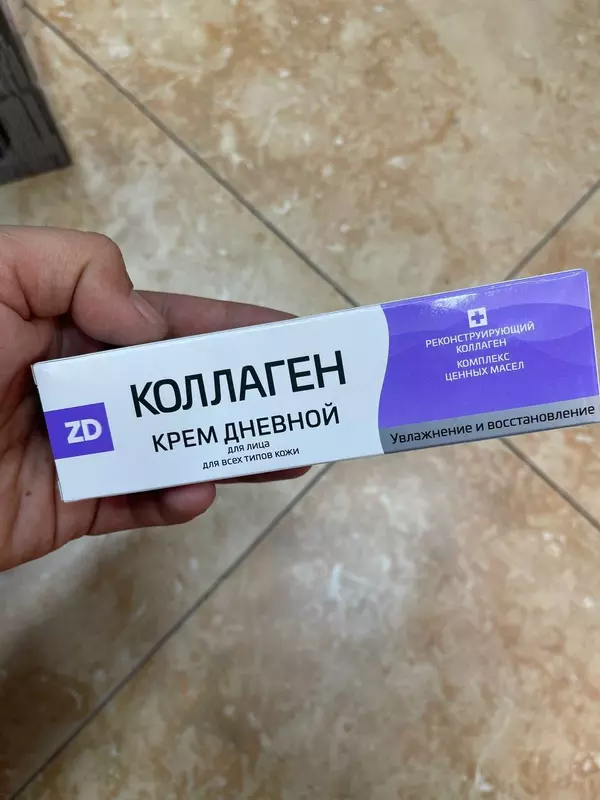 ZD
КОЛЛАГЕН
КРЕМ ДНЕВНОЙ
для лица
для всех типов кожи
РЕКОНСТРУИРУЮЩИЙ
КОЛЛАГЕН
КОМПЛЕКС
ЦЕННЫХ МАСЕЛ
Увлажнение и восстановление